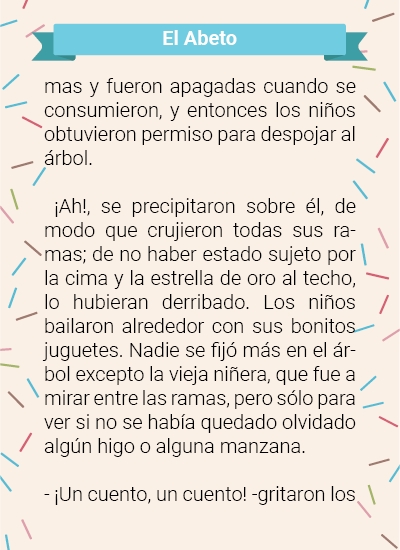 El Abeto
mas y fueron apagadas cuando se
consumieron, y entonces los niños
obtuvieron permiso para despojar al
árbol.
¡Ah!, se precipitaron sobre él, de
modo que crujieron todas sus ra-
mas; de no haber estado sujeto por
la cima y la estrella de oro al techo,
lo hubieran derribado. Los niños
bailaron alrededor con sus bonitos
juguetes. Nadie se fijó más en el ár-
bol excepto la vieja niñera, que fue a
mirar entre las ramas, pero sólo para
ver si no se había quedado olvidado
algún higo o alguna manzana.
- ¡Un cuento, un cuento! -gritaron los